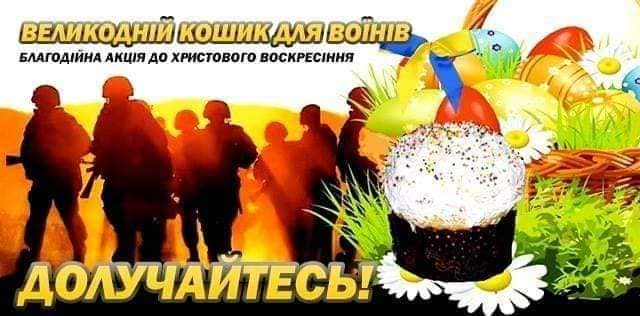 ВЕЛИКОДНІЙ КОШИК ДЛЯ ВОЇНІВ
БЛАГОДІЙНА АКЦІЯ ДО ХРИСТОВОГО ВОСКРЕСІННЯ
ДОЛУЧАЙТЕСЬ!